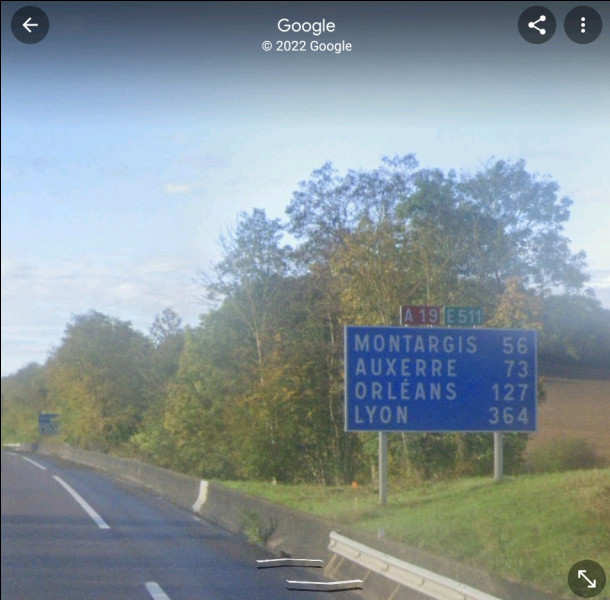 Google
© 2022 Google
A 19 E 511
MONTARGIS 56
AUXERRE 73
ORLÉANS 127
LYON 364